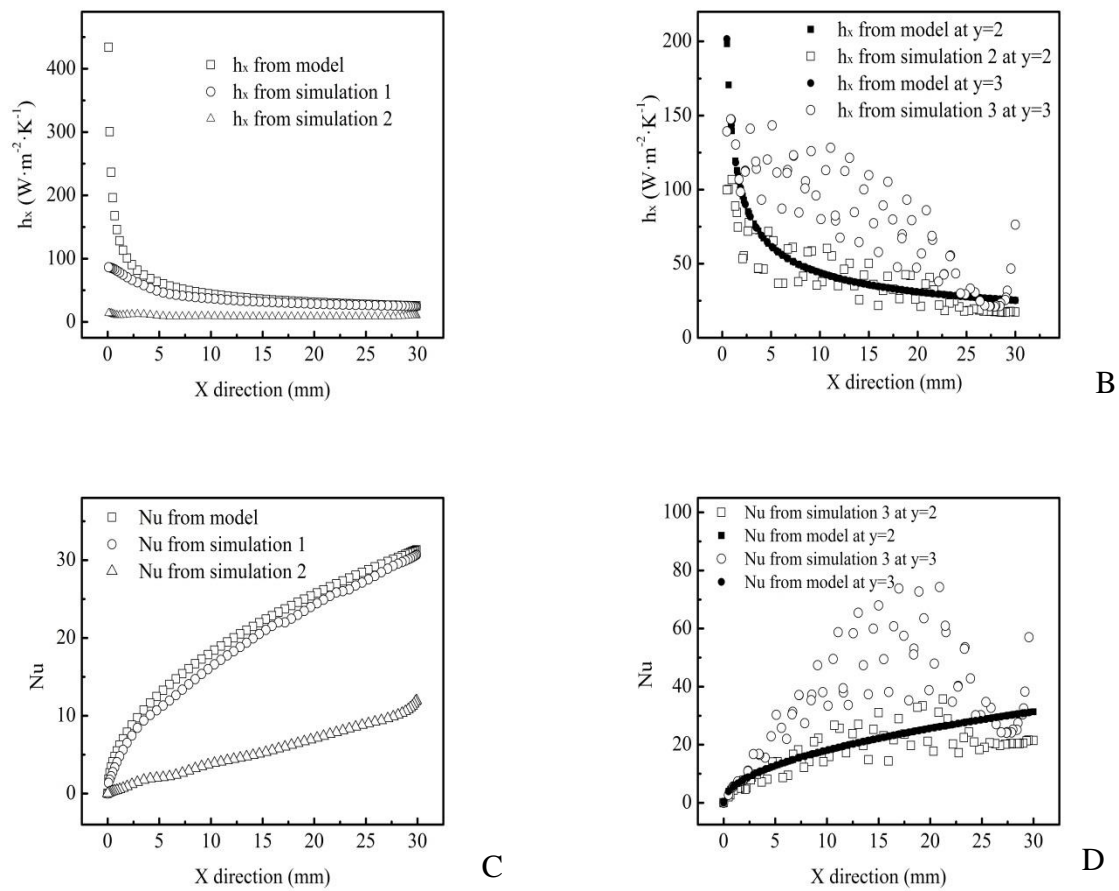 400
300
200
100
0
hx (W·m-2·K-1)
hx from model
hx from simulation 1
hx from simulation 2
0 5 10 15 20 25 30
X direction (mm)
200
150
100
50
0
hx (W·m-2·K-1)
hx from model at y=2
hx from simulation 2 at y=2
hx from model at y=3
hx from simulation 3 at y=3
0 5 10 15 20 25 30
X direction (mm)
B
30
20
10
0
Nu
Nu from model
Nu from simulation 1
Nu from simulation 2
0 5 10 15 20 25 30
X direction (mm)
C
100
80
60
40
20
0
Nu
Nu from simulation 3 at y=2
Nu from model at y=2
Nu from simulation 3 at y=3
Nu from model at y=3
0 5 10 15 20 25 30
X direction (mm)
D